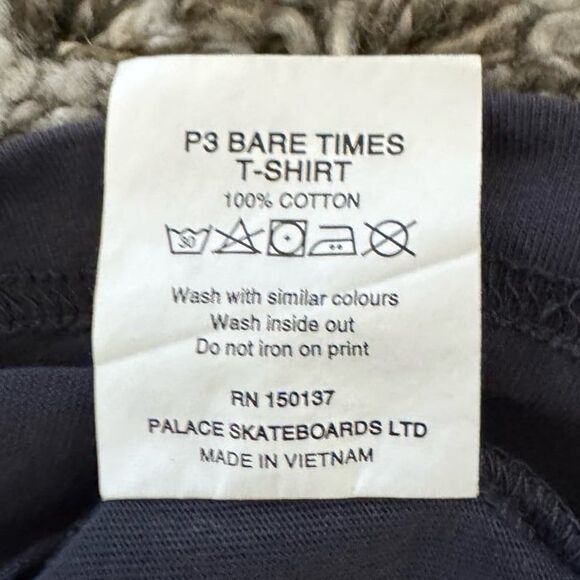 P3 BARE TIMES
T-SHIRT
100% COTTON
30
Wash with similar colours
Wash inside out
Do not iron on print
RN 150137
PALACE SKATEBOARDS LTD
MADE IN VIETNAM